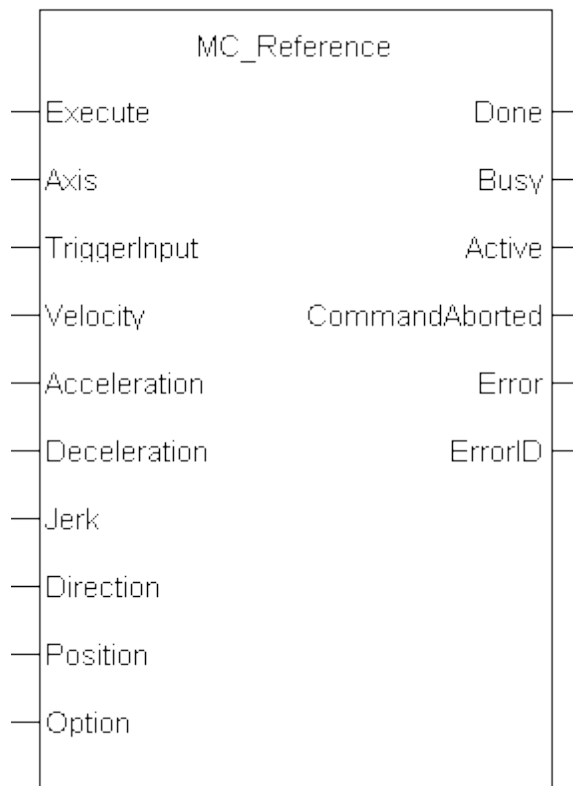 MC_Reference
Execute Done
Axis Busy
TriggerInput Active
Velocity CommandAborted
Acceleration Error
Deceleration ErrorID
Jerk
Direction
Position
Option